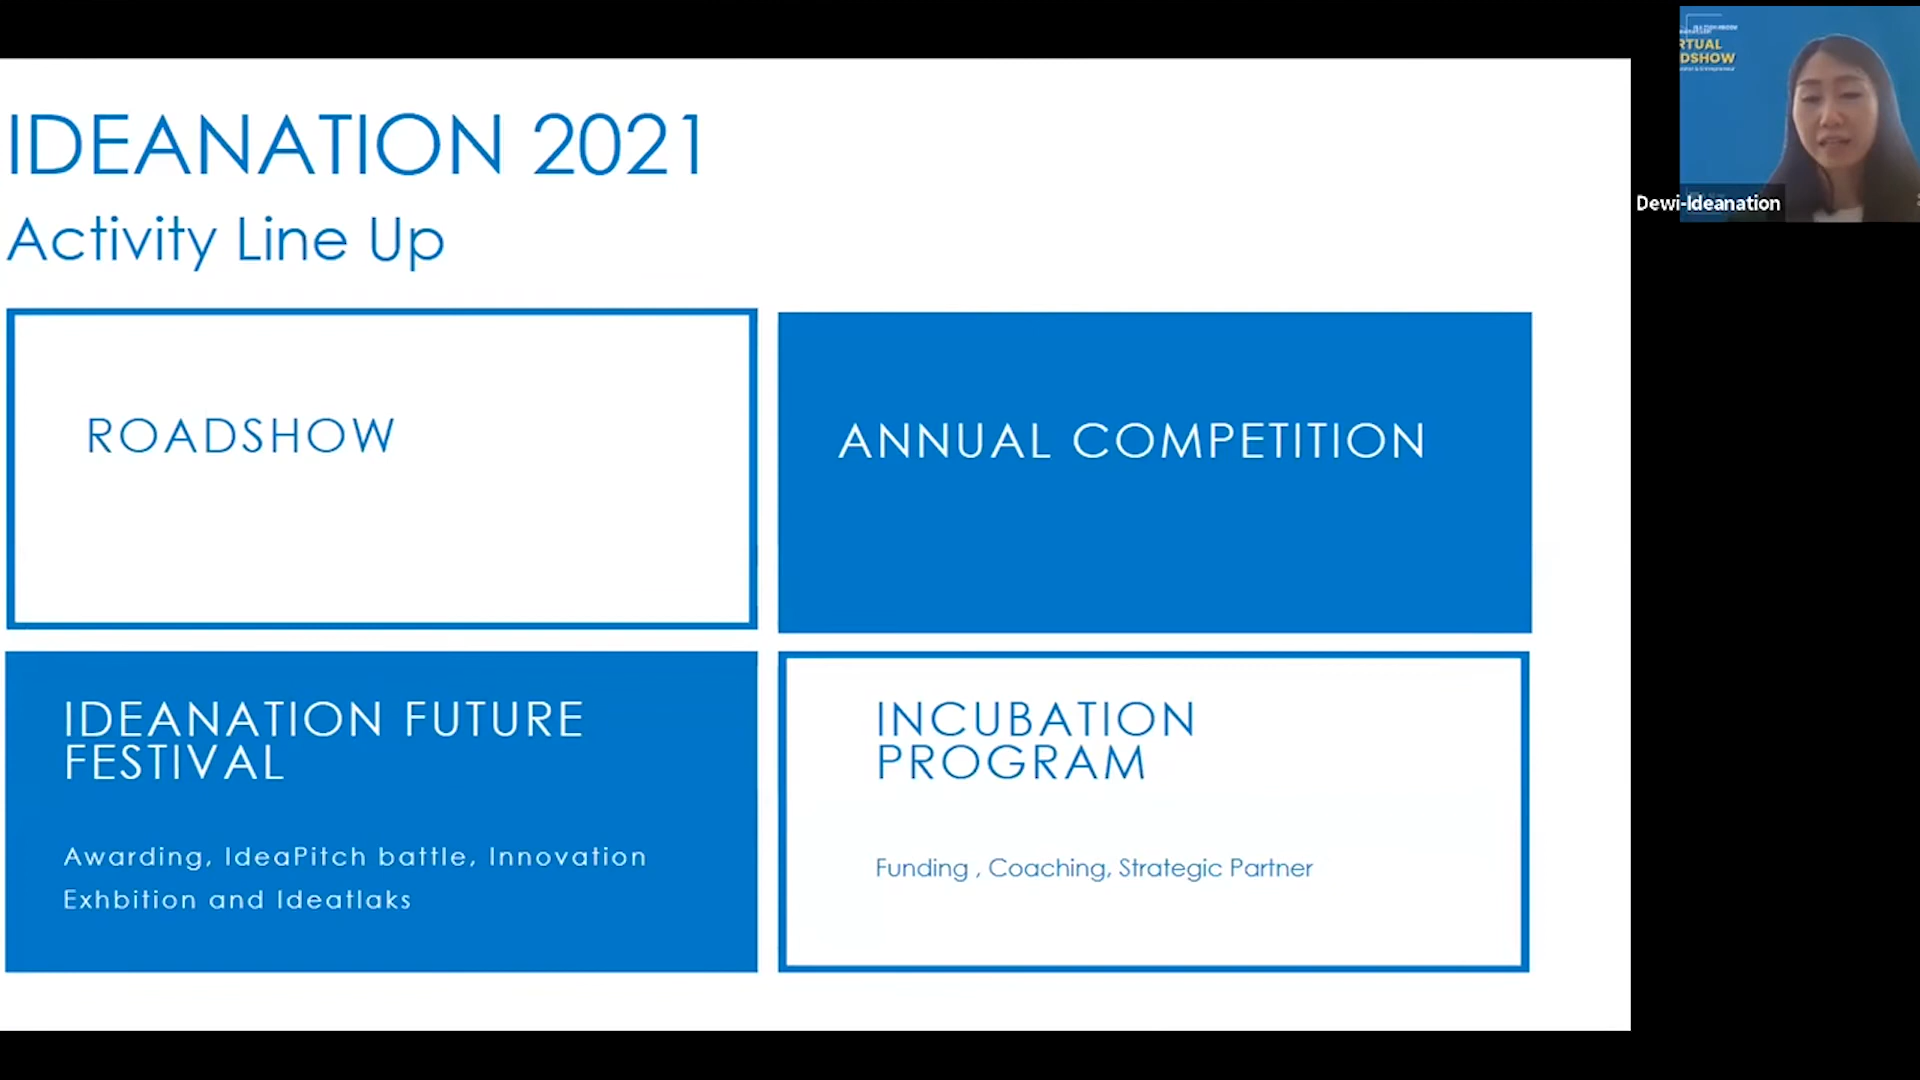 IDEANATION 2021
Activity Line Up
ROADSHOW
ANNUAL COMPETITION
IDEANATION FUTURE
FESTIVAL
Awarding, IdeaPitch battle, Innovation
Exhbition and Ideatlaks
INCUBATION
PROGRAM
Funding , Coaching, Strategic Partner
RTUAL
DSHOW
Dewi-Ideanation